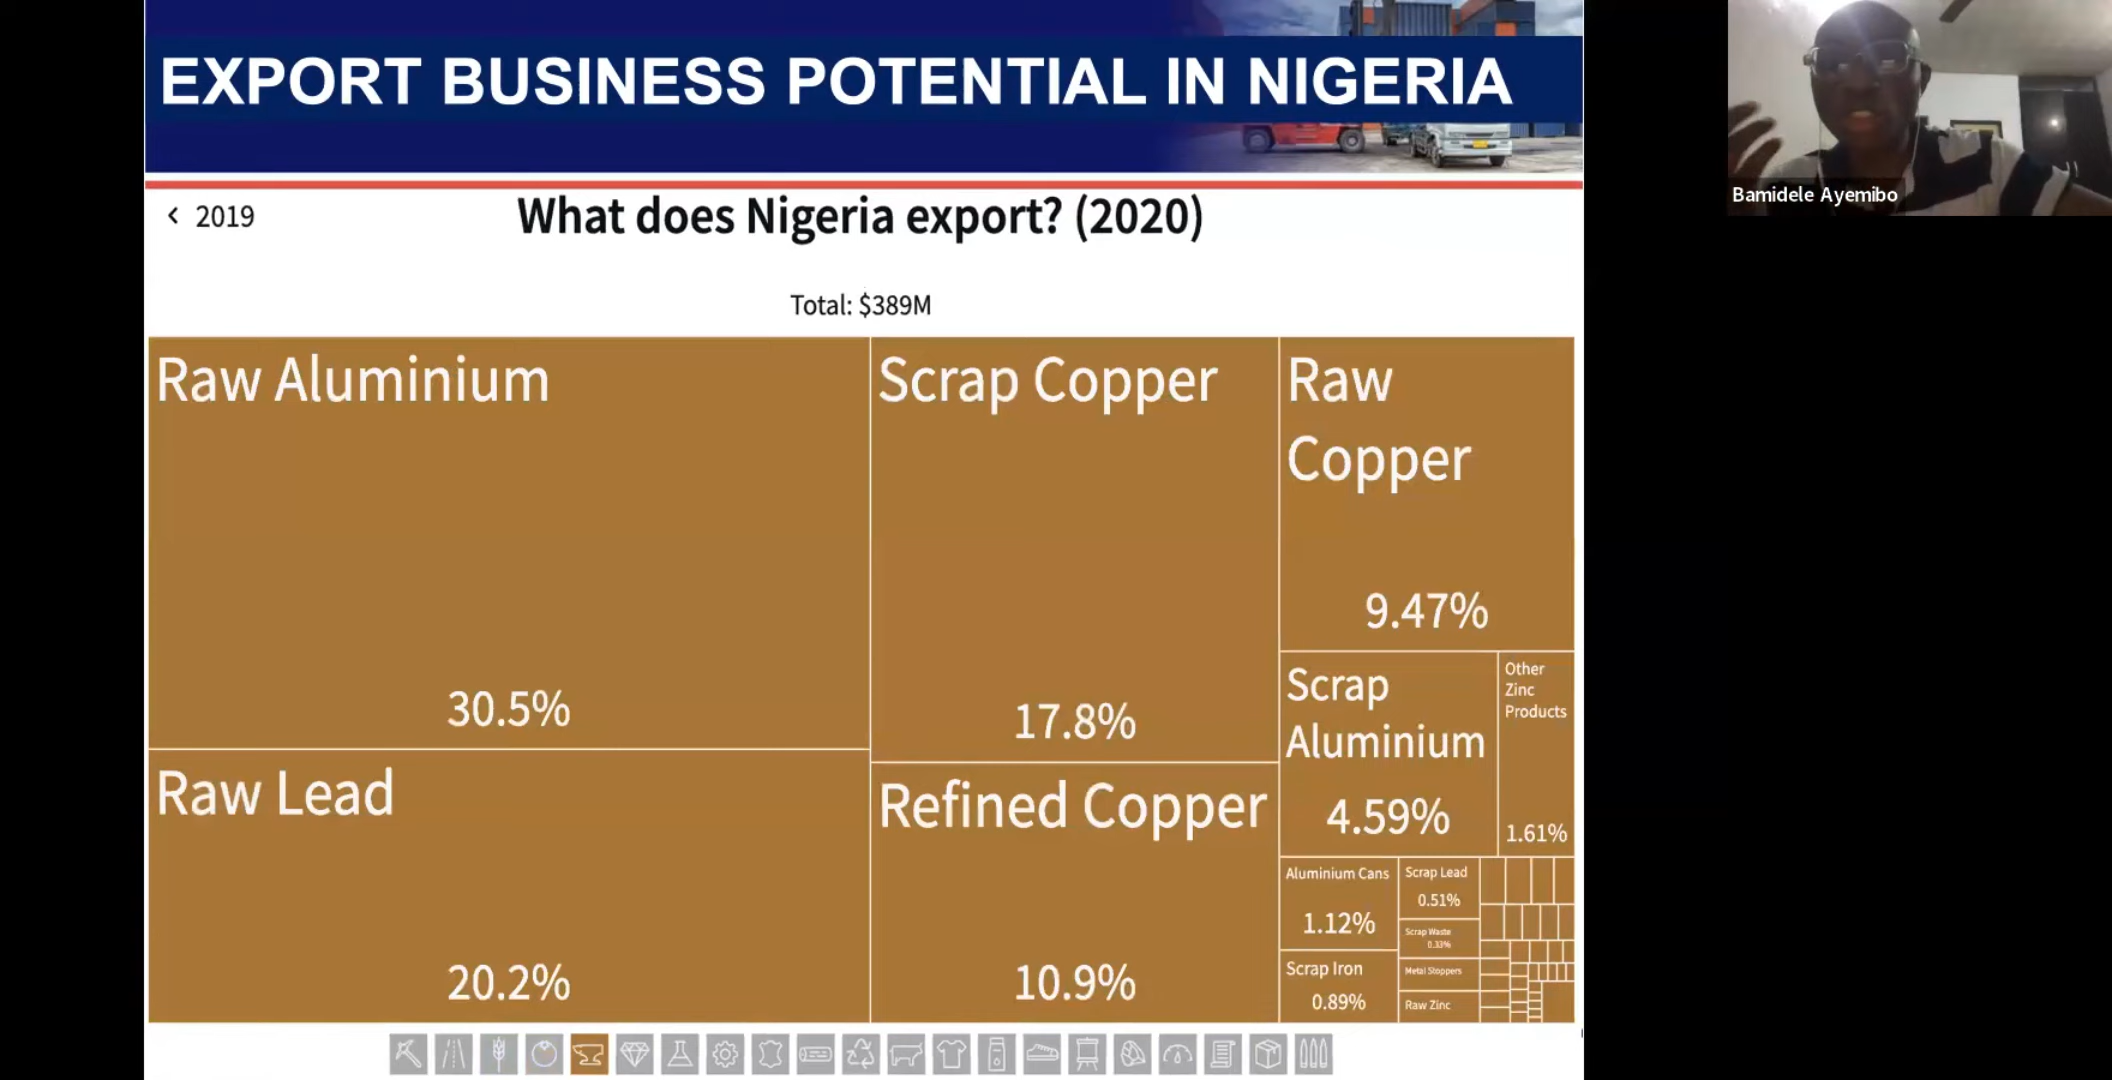 EXPORT BUSINESS POTENTIAL IN NIGERIA
Bamidele Ayemibo
< 2019
What does Nigeria export? (2020)
Total: $389M
Raw Aluminium
30.5%
Raw Lead
20.2%
Scrap Copper
17.8%
Refined Copper
10.9%
Raw
Copper
9.47%
Scrap
Aluminium
4.59%
Other
Zinc
Products
1.61%
Aluminium Cans
1.12%
Scrap Iron
0.89%
Scrap Lead
0.51%
Scrap Waste
0.33%
Metal Stoppers
Raw Zinc